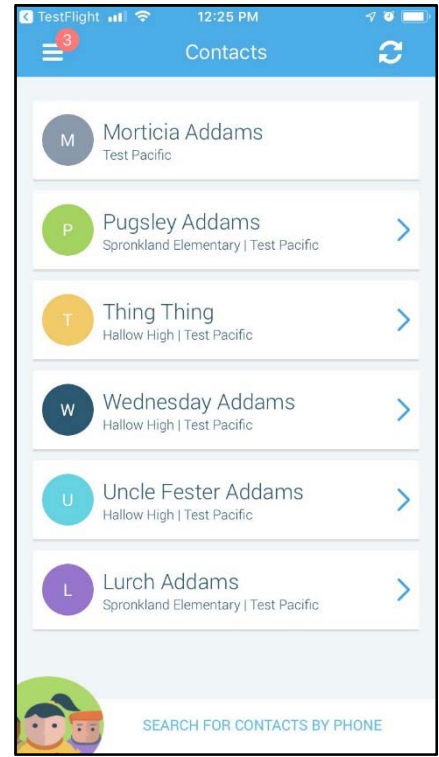 TestFlight 12:25 PM
3
Contacts
M
Morticia Addams
Test Pacific
P
Pugsley Addams
Spronkland Elementary | Test Pacific
T
Thing Thing
Hallow High | Test Pacific
W
Wednesday Addams
Hallow High | Test Pacific
U
Uncle Fester Addams
Hallow High | Test Pacific
L
Lurch Addams
Spronkland Elementary | Test Pacific
SEARCH FOR CONTACTS BY PHONE